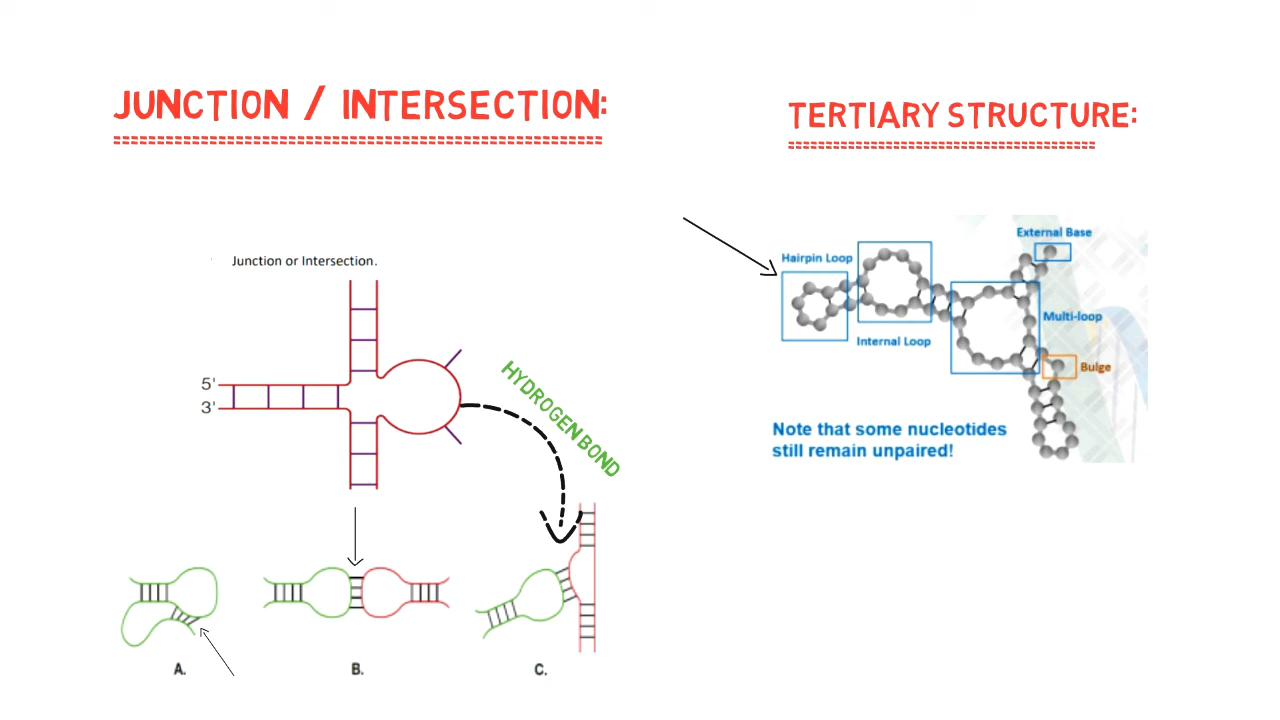 JUNCTION / INTERSECTION:
Junction or Intersection.
5'
3'
HYDROGEN BOND
A.
B.
C.
TERTIARY STRUCTURE:
External Base
Hairpin Loop
Multi-loop
Internal Loop
Bulge
Note that some nucleotides
still remain unpaired!